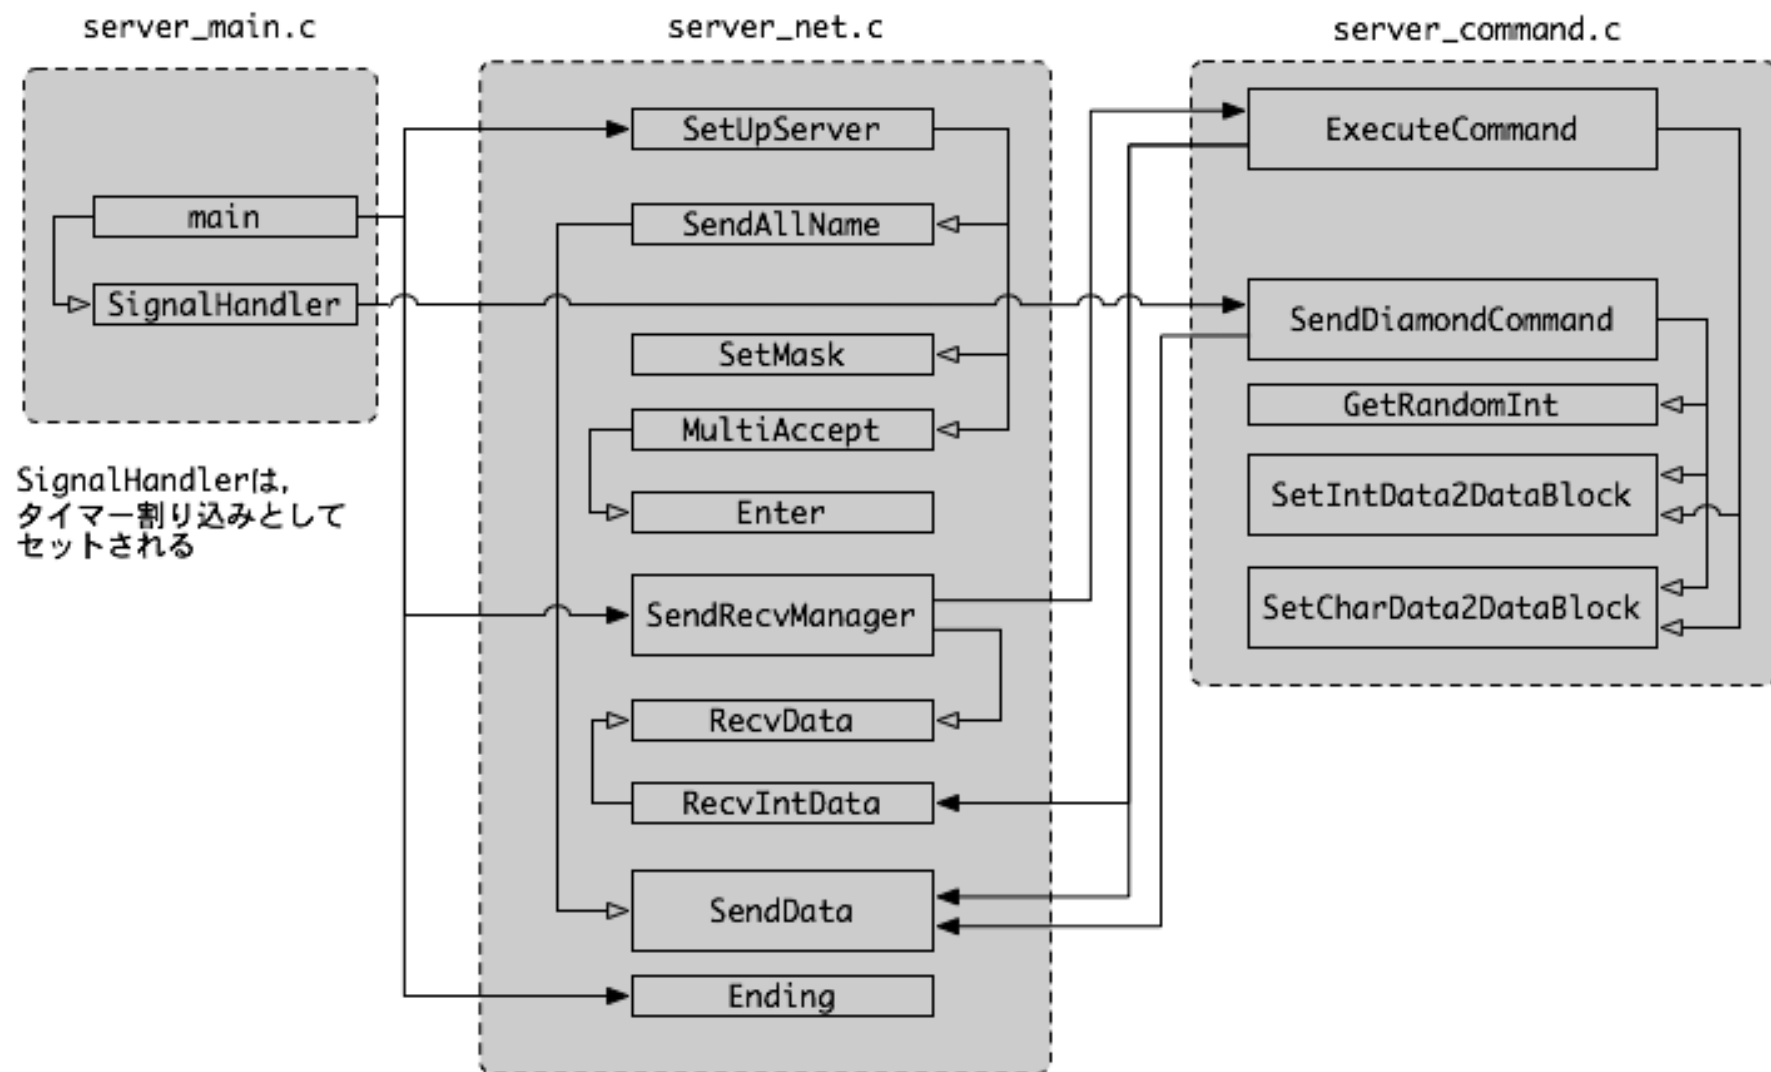 server_main.c
server_net.c
server_command.c
main
SignalHandler
SignalHandlerは,
タイマー割り込みとして
セットされる
SetUpServer
SendAllName
SetMask
MultiAccept
Enter
SendRecvManager
RecvData
RecvIntData
SendData
Ending
ExecuteCommand
SendDiamondCommand
GetRandomInt
SetIntData2DataBlock
SetCharData2DataBlock